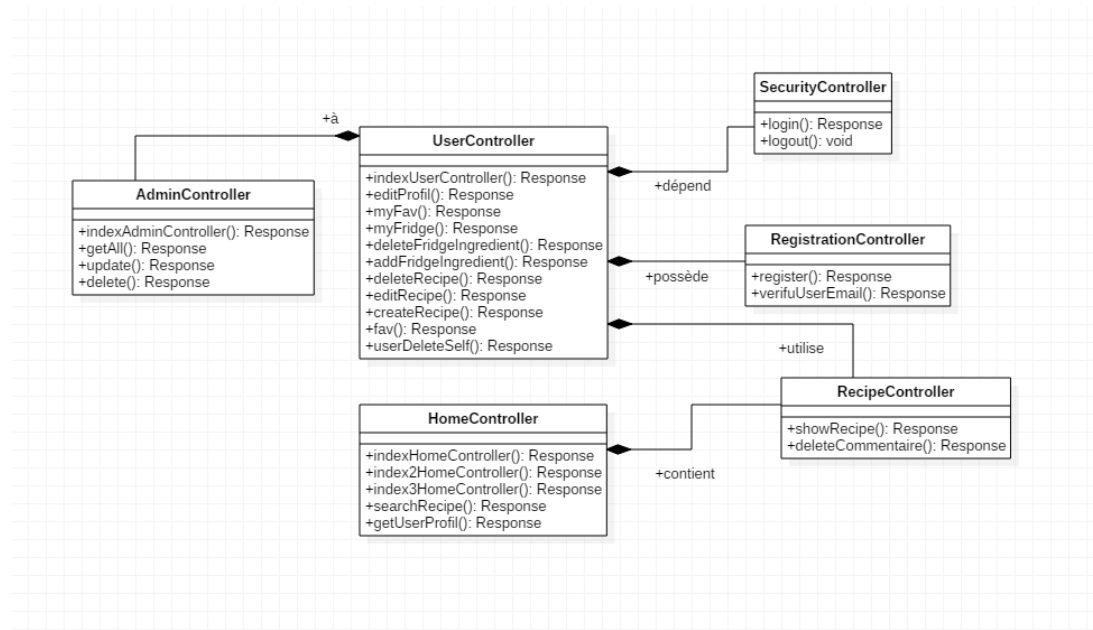 SecurityController
+login(): Response
+logout(): void
+à
UserController
+indexUserController(): Response
+editProfil(): Response
+myFav(): Response
+myFridge(): Response
+deleteFridgeIngredient(): Response
+addFridgeIngredient(): Response
+deleteRecipe(): Response
+editRecipe(): Response
+createRecipe(): Response
+fav(): Response
+userDeleteSelf(): Response
+dépend
AdminController
+indexAdminController(): Response
+getAll(): Response
+update(): Response
+delete(): Response
RegistrationController
+register(): Response
+verifuUserEmail(): Response
+possède
+utilise
RecipeController
+showRecipe(): Response
+deleteCommentaire(): Response
HomeController
+indexHomeController(): Response
+index2HomeController(): Response
+index3HomeController(): Response
+searchRecipe(): Response
+getUserProfil(): Response
+contient